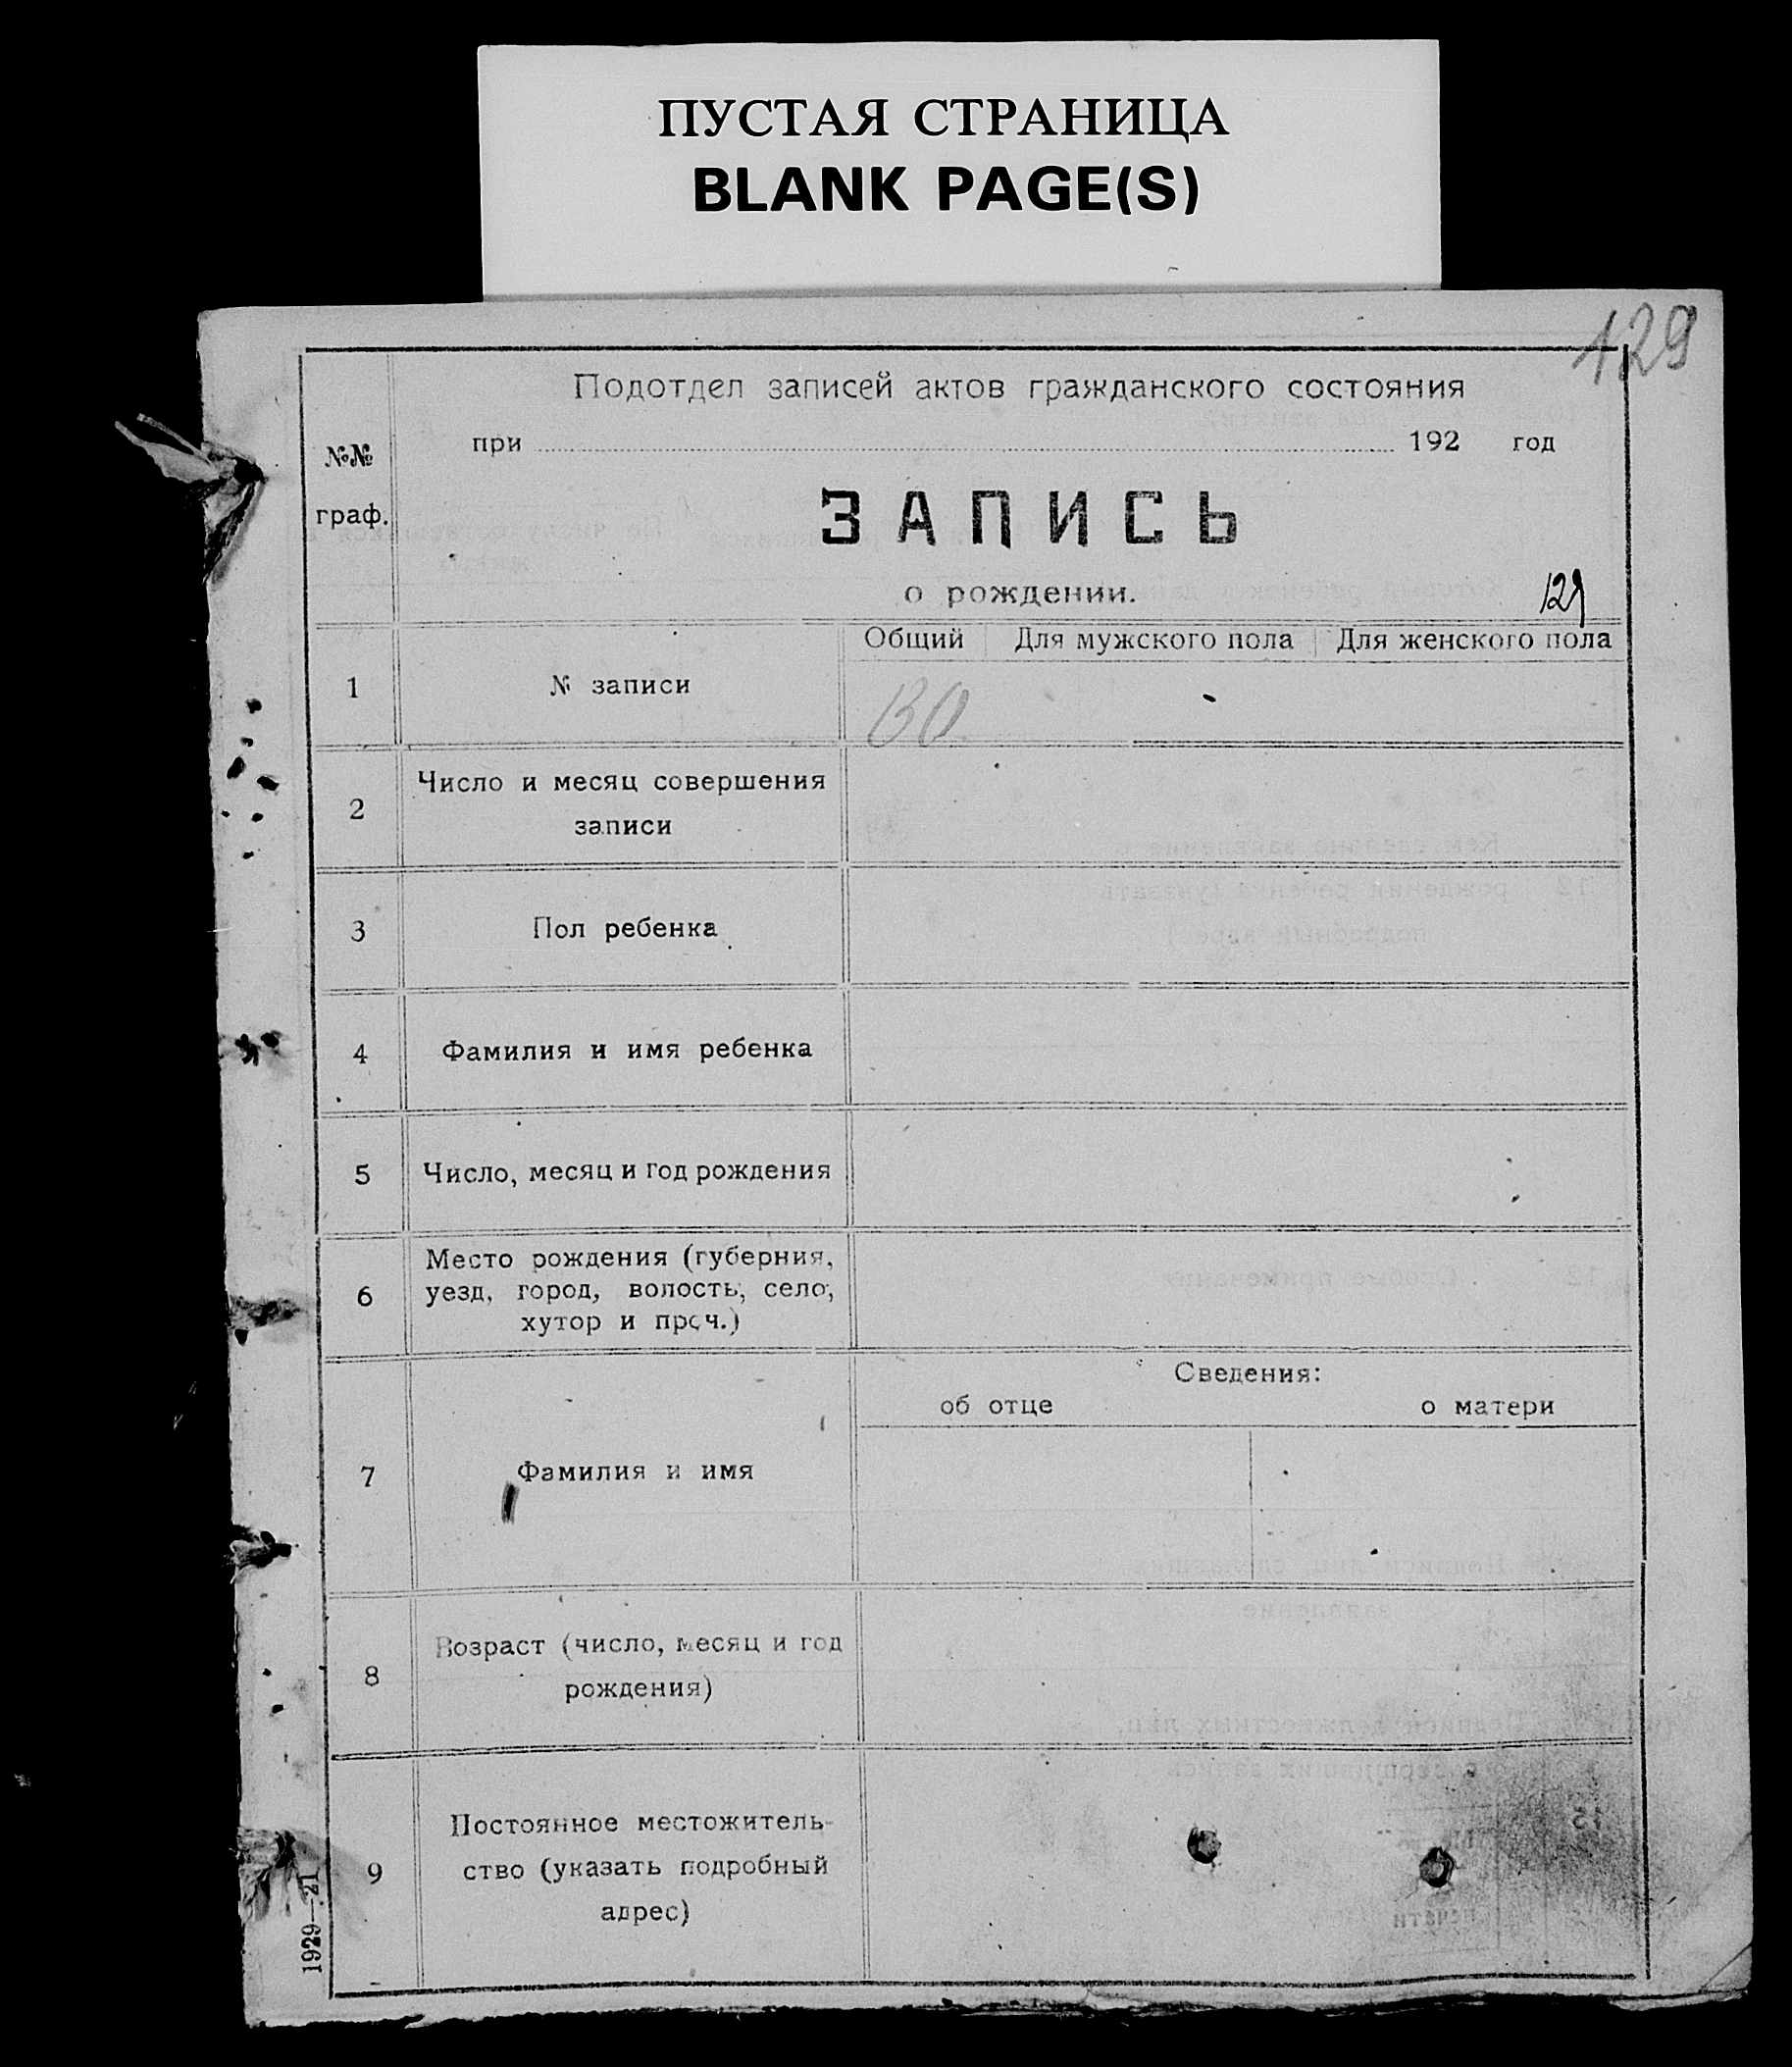 ПУСТАЯ СТРАНИЦА
BLANK PAGE(S)
129
Подотдел записей актов гражданского состояния
при 192 год
№№
граф.
ЗАПИСЬ
о рождении.
129
Общий Для мужского пола Для женского пола
1 № записи
2 Число и месяц совершения
записи
3 Пол ребенка
4 Фамилия и имя ребенка
5 Число, месяц и год рождения
6 Место рождения (губерния,
уезд, город, волость, село,
хутор и проч.)
Сведения:
об отце о матери
7 Фамилия и имя
8 Возраст (число, месяц и год
рождения)
9 Постоянное местожитель-
ство (указать подробный
адрес)
1929—21